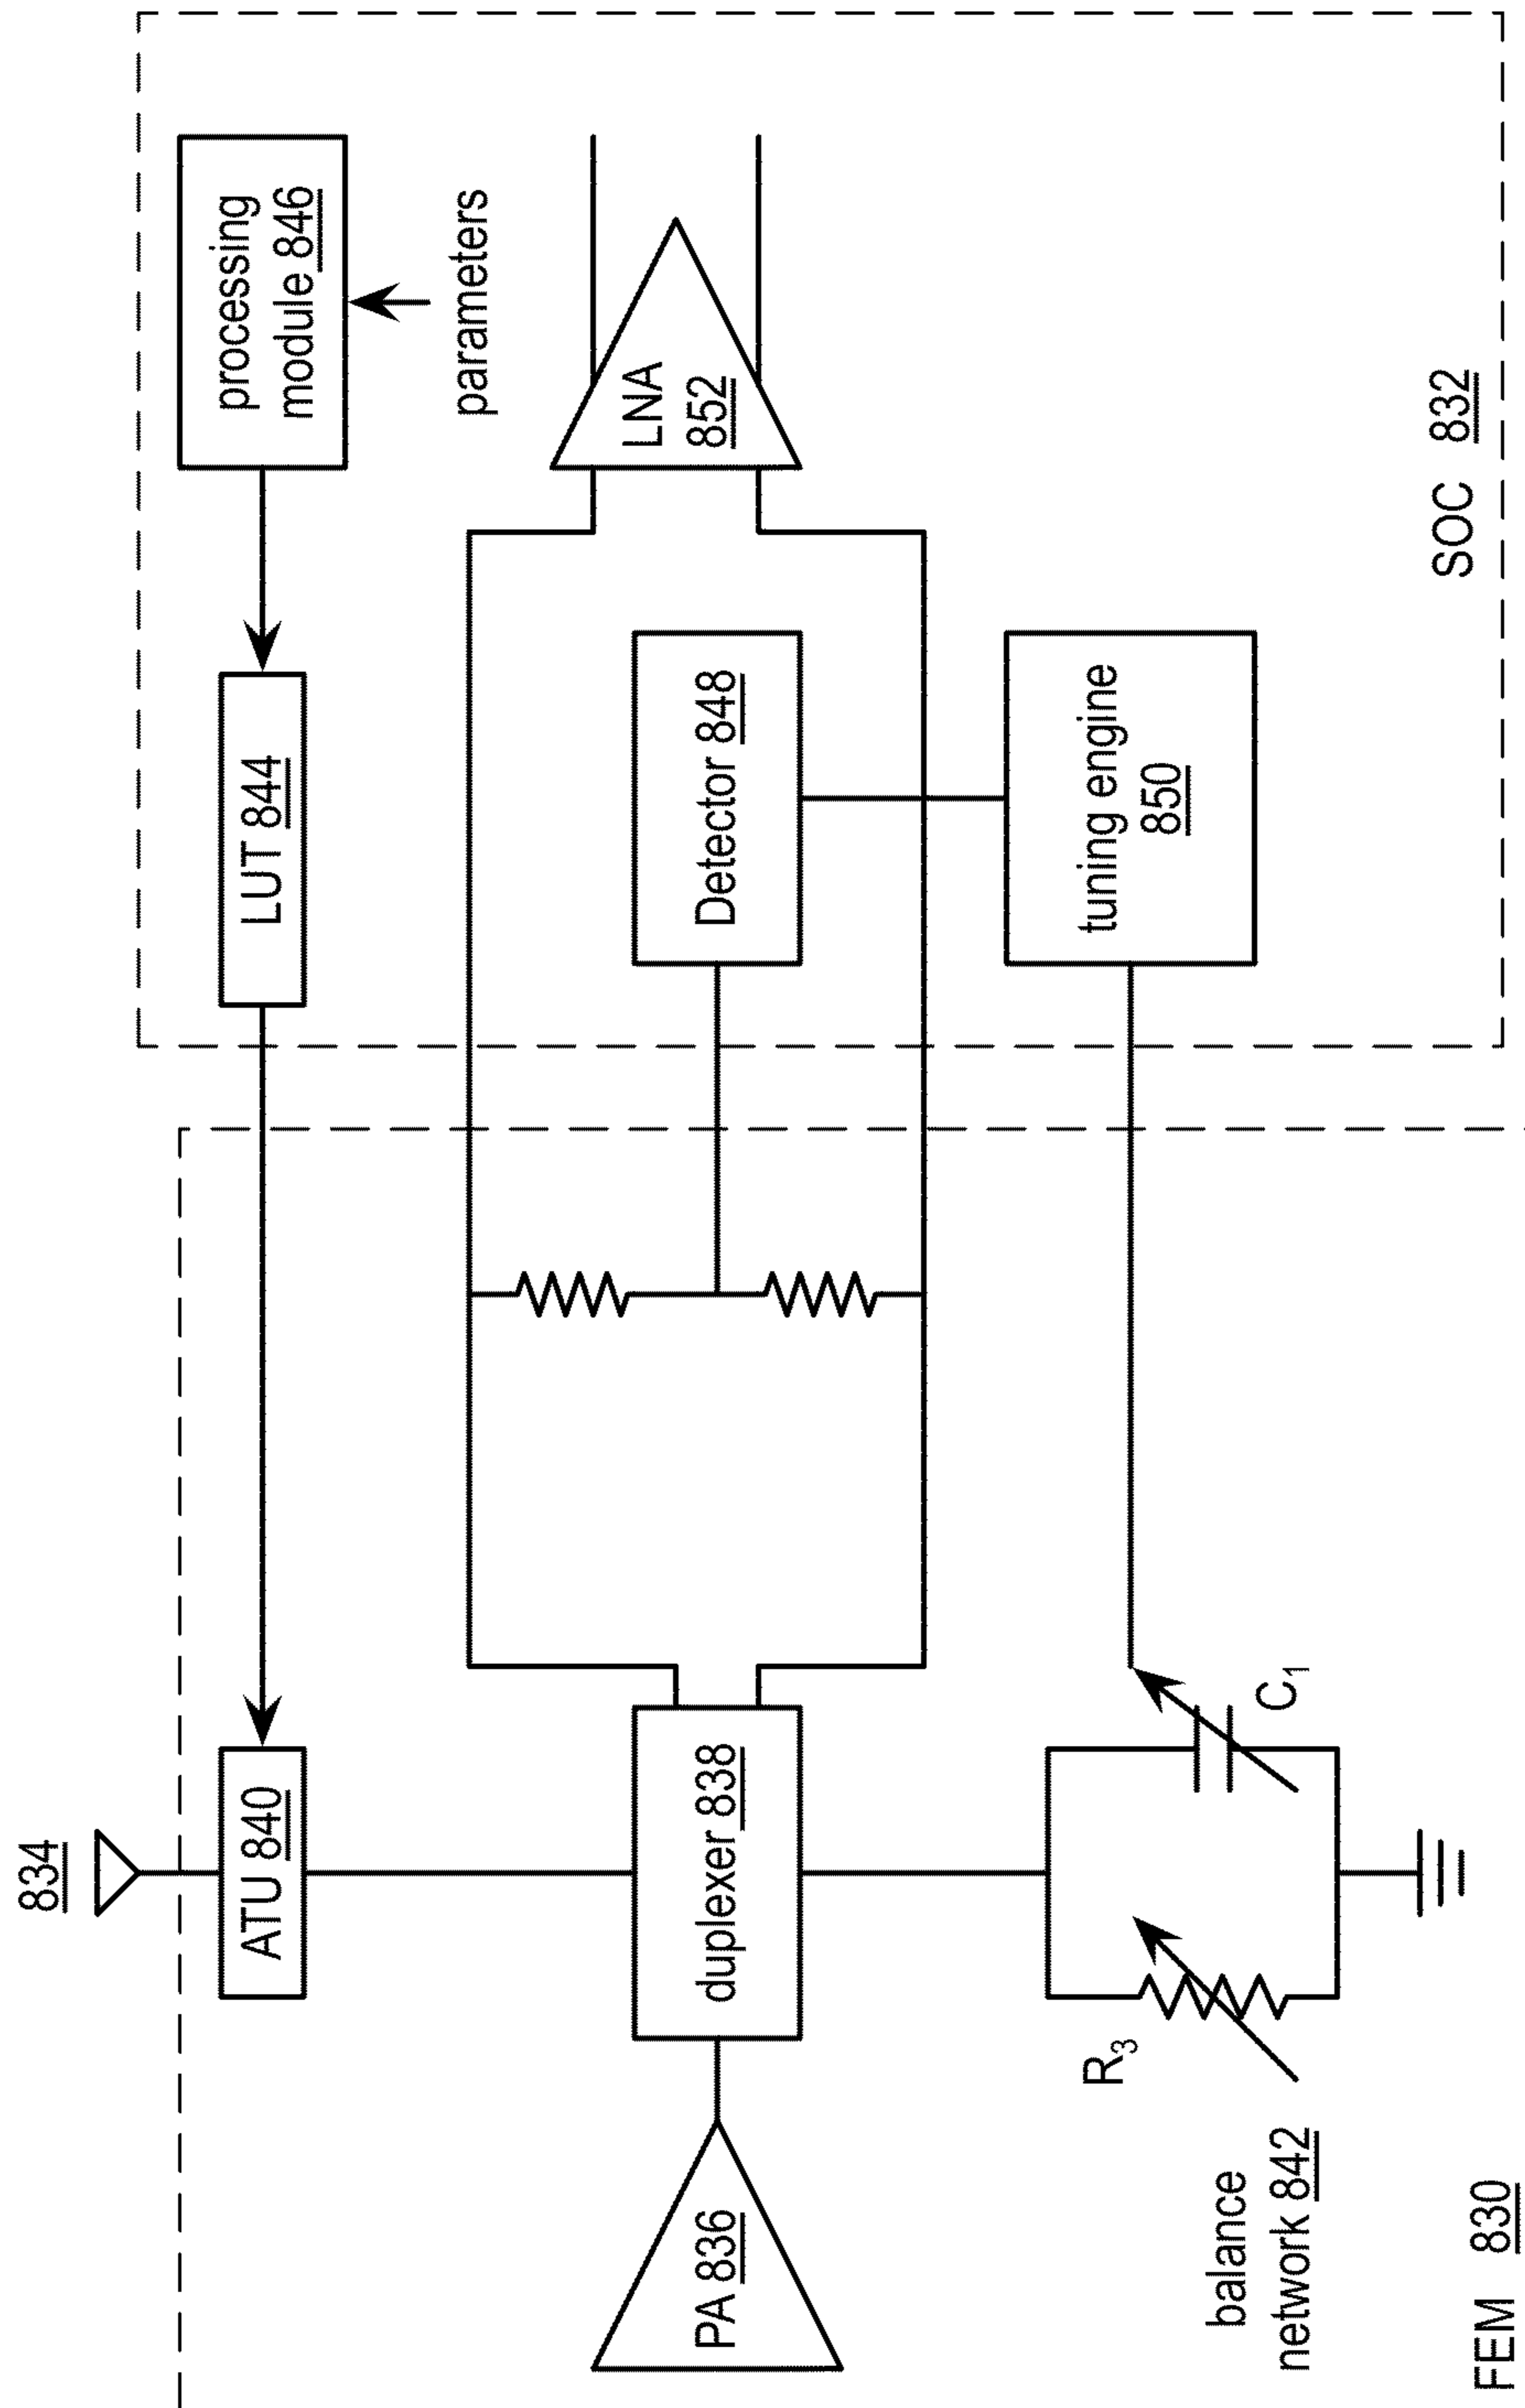 834
ATU 840
LUT 844
processing
module 846
parameters
PA 836
duplexer 838
Detector 848
LNA
852
R3
C1
tuning engine
850
balance
network 842
FEM 830
SOC 832